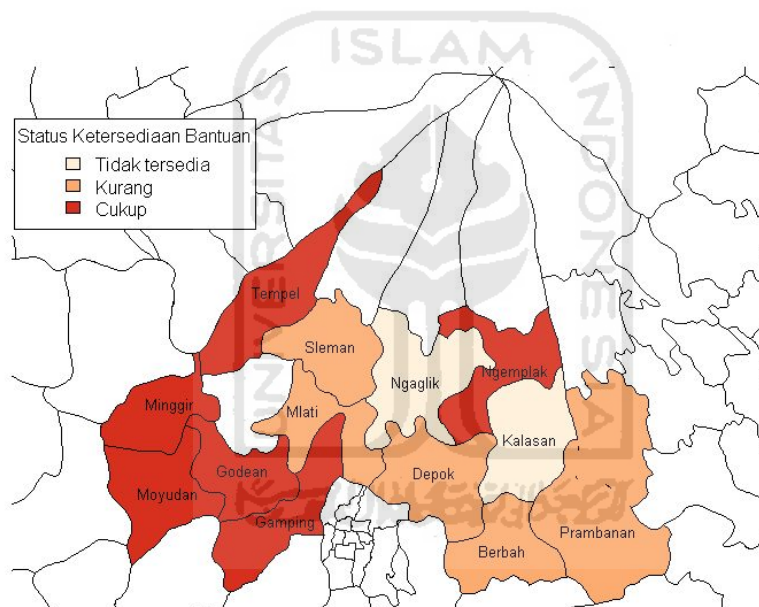 UNIVERSITAS ISLAM INDONESIA
Status Ketersediaan Bantuan
Tidak tersedia
Kurang
Cukup
Tempel
Sleman
Ngaglik
Ngemplak
Minggir
Mlati
Kalasan
Godean
Depok
Moyudan
Gamping
Prambanan
Berbah